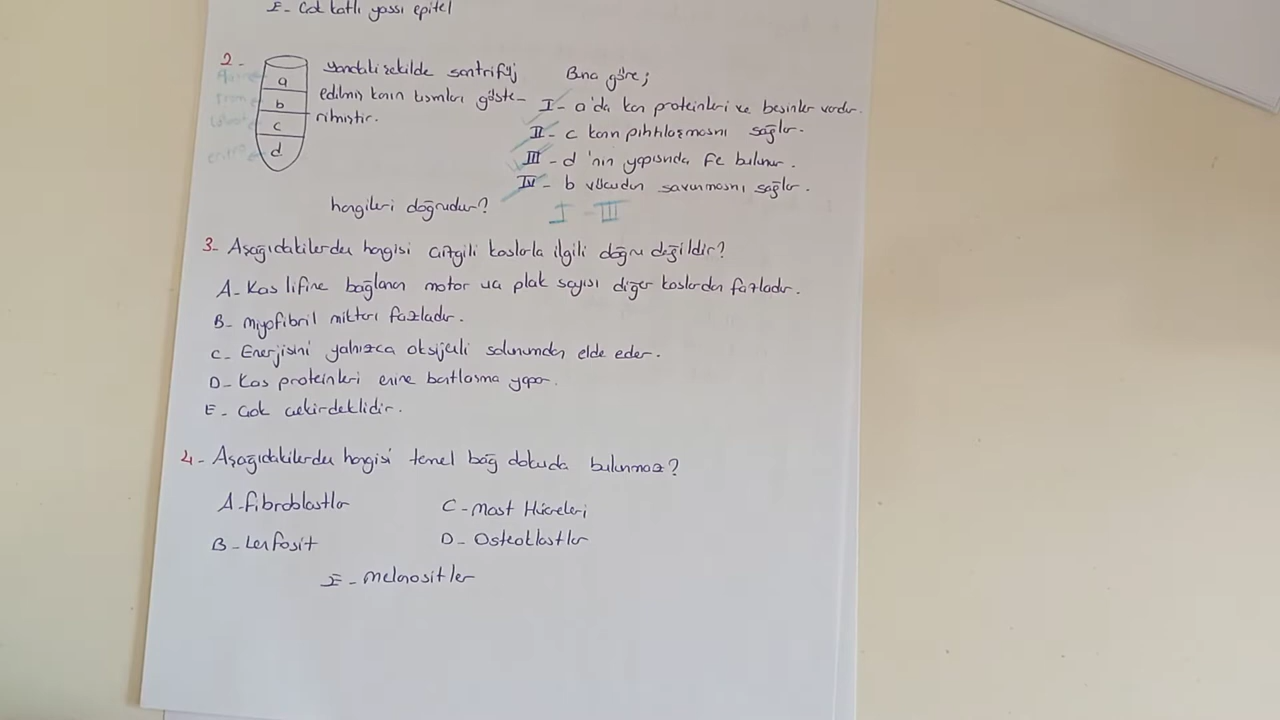 E- Çok katlı yassı epitel
2-
a
b
c
d
yandaki şekilde santrifüj
edilmiş kanın kısımları göste-
rilmiştir.
Buna göre;
I- a'da kan proteinleri ve besinler vardır.
II- c kanın pıhtılaşmasını sağlar.
III- d'nin yapısında Fe bulunur.
IV- b vücudun savunmasını sağlar.
hangileri doğrudur?
I - III
3- Aşağıdakilerden hangisi çizgili kaslarla ilgili doğru değildir?
A- Kas lifine bağlanan motor uç plak sayısı diğer kaslardan fazladır.
B- Miyofibril miktarı fazladır.
C- Enerjisini yalnızca oksijenli solunumdan elde eder.
D- Kas proteinleri enine bantlaşma yapar.
E- Çok çekirdeklidir.
4- Aşağıdakilerden hangisi temel bağ dokuda bulunmaz?
A- Fibroblastlar
C- Mast Hücreleri
B- Lenfosit
D- Osteoklastlar
E- Melanositler